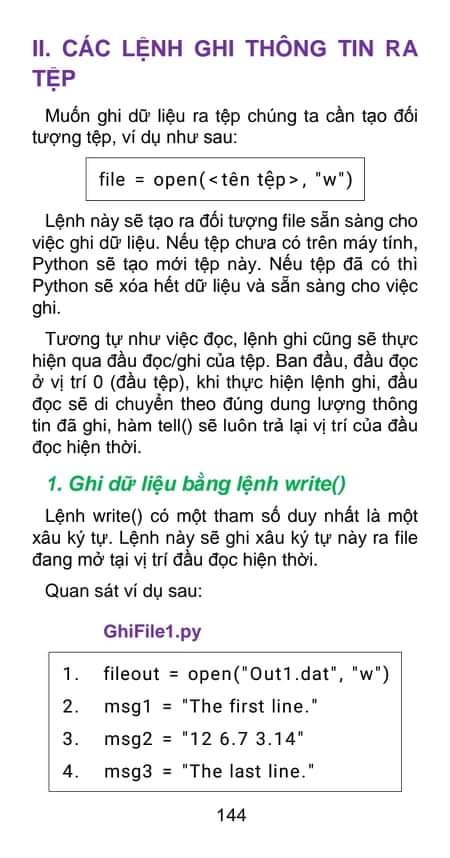 II. CÁC LỆNH GHI THÔNG TIN RA
TỆP
Muốn ghi dữ liệu ra tệp chúng ta cần tạo đối
tượng tệp, ví dụ như sau:
file = open(<tên tệp>, "w")
Lệnh này sẽ tạo ra đối tượng file sẵn sàng cho
việc ghi dữ liệu. Nếu tệp chưa có trên máy tính,
Python sẽ tạo mới tệp này. Nếu tệp đã có thì
Python sẽ xóa hết dữ liệu và sẵn sàng cho việc
ghi.
Tương tự như việc đọc, lệnh ghi cũng sẽ thực
hiện qua đầu đọc/ghi của tệp. Ban đầu, đầu đọc
ở vị trí 0 (đầu tệp), khi thực hiện lệnh ghi, đầu
đọc sẽ di chuyển theo đúng dung lượng thông
tin đã ghi, hàm tell() sẽ luôn trả lại vị trí của đầu
đọc hiện thời.
1. Ghi dữ liệu bằng lệnh write()
Lệnh write() có một tham số duy nhất là một
xâu ký tự. Lệnh này sẽ ghi xâu ký tự này ra file
đang mở tại vị trí đầu đọc hiện thời.
Quan sát ví dụ sau:
GhiFile1.py
1. fileout = open("Out1.dat", "w")
2. msg1 = "The first line."
3. msg2 = "12 6.7 3.14"
4. msg3 = "The last line."
144